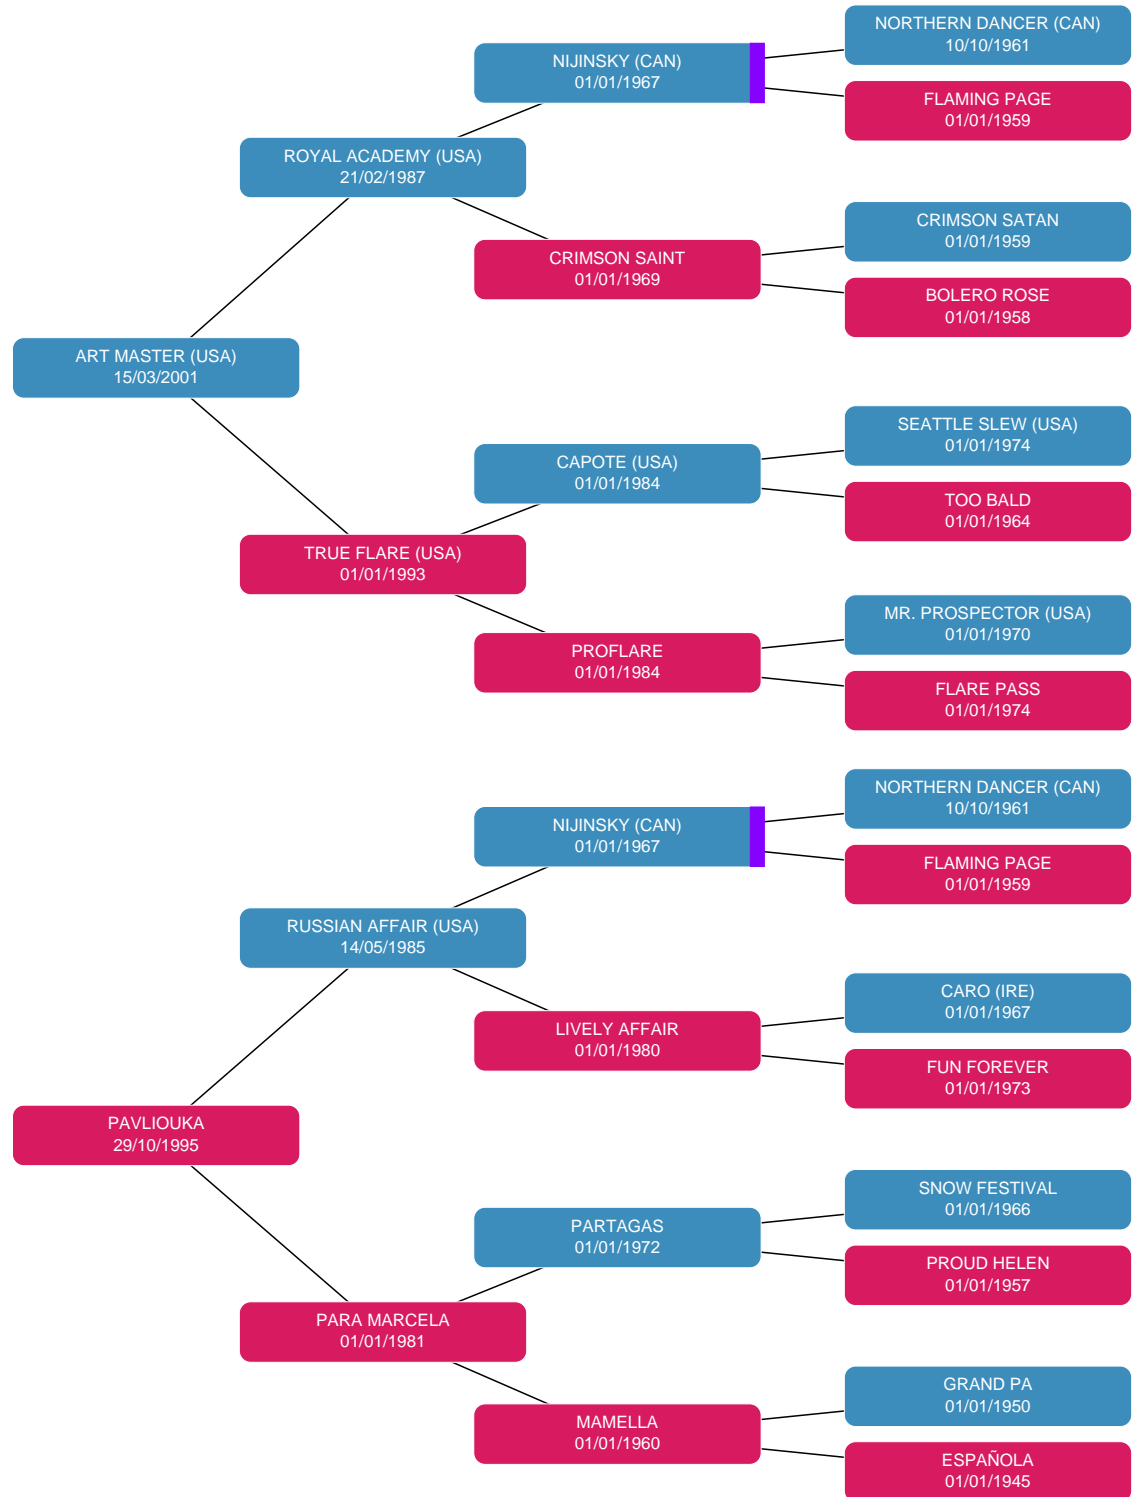 NORTHERN DANCER (CAN)
10/10/1961
NIJINSKY (CAN)
01/01/1967
FLAMING PAGE
01/01/1959
ROYAL ACADEMY (USA)
21/02/1987
CRIMSON SATAN
01/01/1959
CRIMSON SAINT
01/01/1969
BOLERO ROSE
01/01/1958
ART MASTER (USA)
15/03/2001
SEATTLE SLEW (USA)
01/01/1974
CAPOTE (USA)
01/01/1984
TOO BALD
01/01/1964
TRUE FLARE (USA)
01/01/1993
MR. PROSPECTOR (USA)
01/01/1970
PROFLARE
01/01/1984
FLARE PASS
01/01/1974
NORTHERN DANCER (CAN)
10/10/1961
NIJINSKY (CAN)
01/01/1967
FLAMING PAGE
01/01/1959
RUSSIAN AFFAIR (USA)
14/05/1985
CARO (IRE)
01/01/1967
LIVELY AFFAIR
01/01/1980
FUN FOREVER
01/01/1973
PAVLIOUKA
29/10/1995
SNOW FESTIVAL
01/01/1966
PARTAGAS
01/01/1972
PROUD HELEN
01/01/1957
PARA MARCELA
01/01/1981
GRAND PA
01/01/1950
MAMELLA
01/01/1960
ESPAÑOLA
01/01/1945